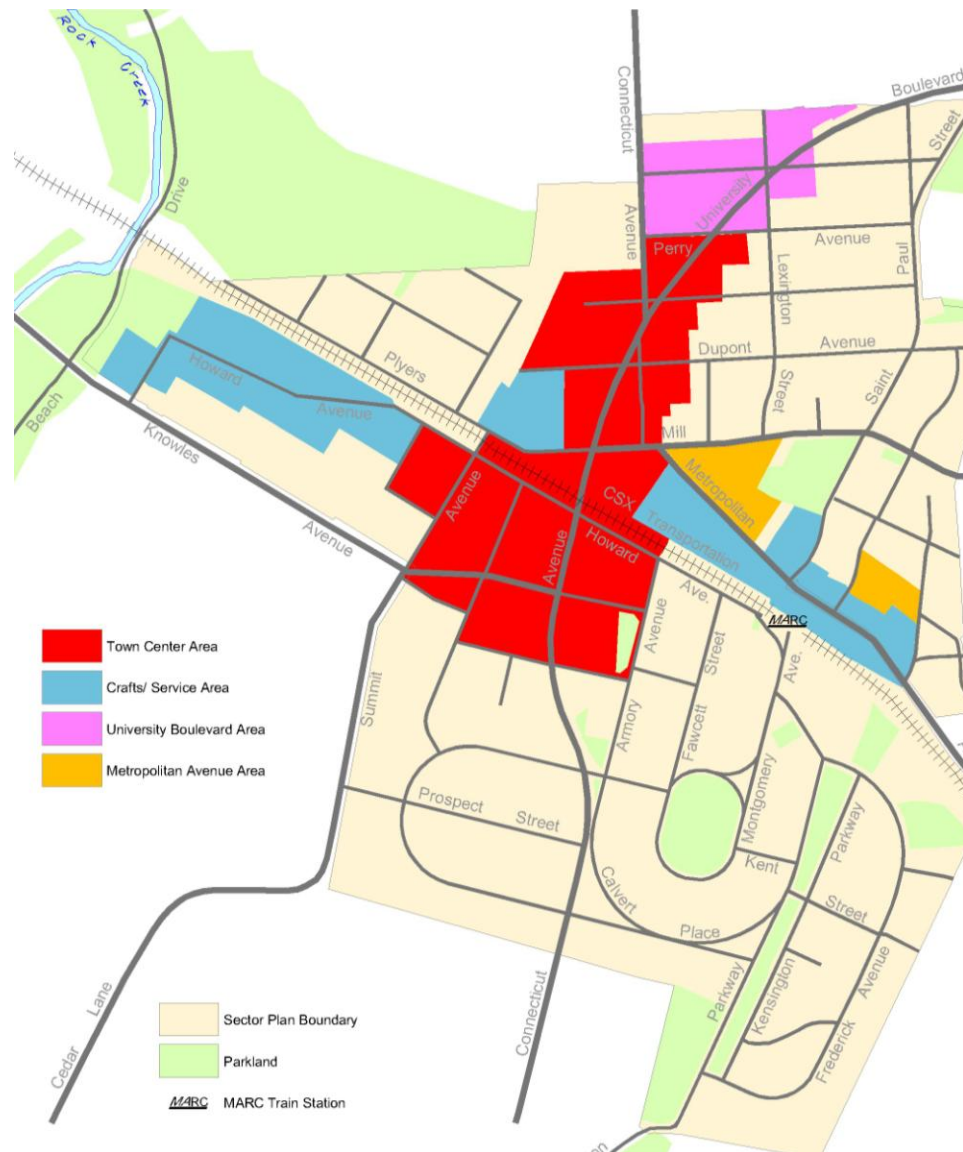 ROCK
Creek
Drive
Connecticut
Boulevard
Street
University
Avenue
Perry
Avenue
Paul
Lexington
Plyers
Dupont
Avenue
Howard
Avenue
Street
Saint
Beach
Knowles
Mill
Metropolitan
Avenue
CSX
Transportation
Avenue
Howard
Avenue
Ave.
MARC
Avenue
Street
Ave.
Town Center Area
Crafts/ Service Area
University Boulevard Area
Metropolitan Avenue Area
Summit
Armory
Fawcett
Montgomery
Prospect
Street
Parkway
Kent
Calvert
Place
Street
Avenue
Parkway
Kensington
Frederick
Lane
Cedar
Connecticut
Sector Plan Boundary
Parkland
MARC MARC Train Station